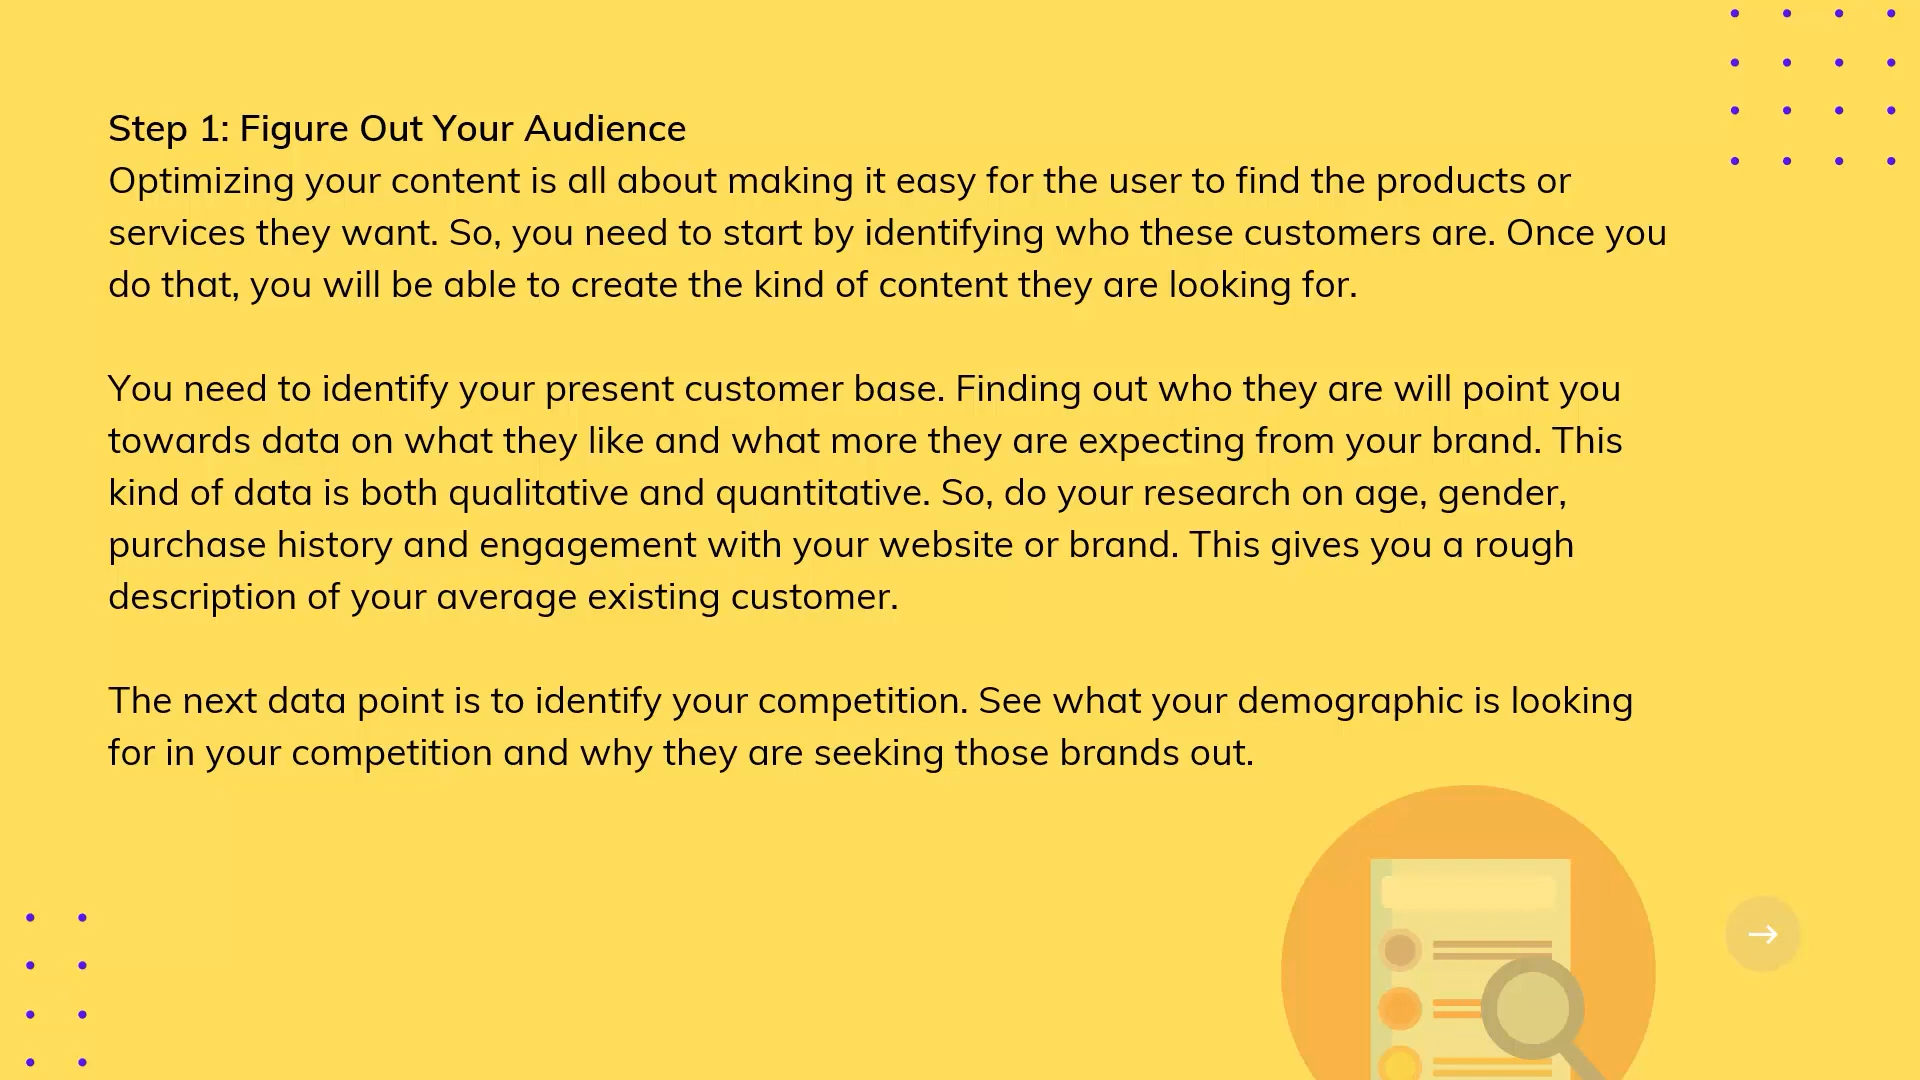 Step 1: Figure Out Your Audience
Optimizing your content is all about making it easy for the user to find the products or
services they want. So, you need to start by identifying who these customers are. Once you
do that, you will be able to create the kind of content they are looking for.
You need to identify your present customer base. Finding out who they are will point you
towards data on what they like and what more they are expecting from your brand. This
kind of data is both qualitative and quantitative. So, do your research on age, gender,
purchase history and engagement with your website or brand. This gives you a rough
description of your average existing customer.
The next data point is to identify your competition. See what your demographic is looking
for in your competition and why they are seeking those brands out.